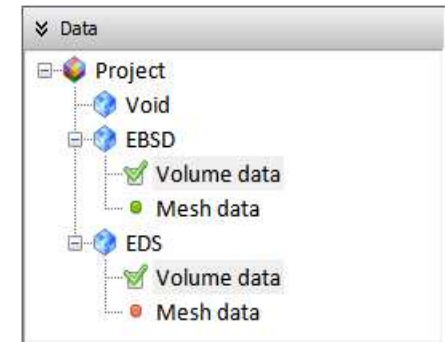 Data
Project
Void
EBSD
Volume data
Mesh data
EDS
Volume data
Mesh data